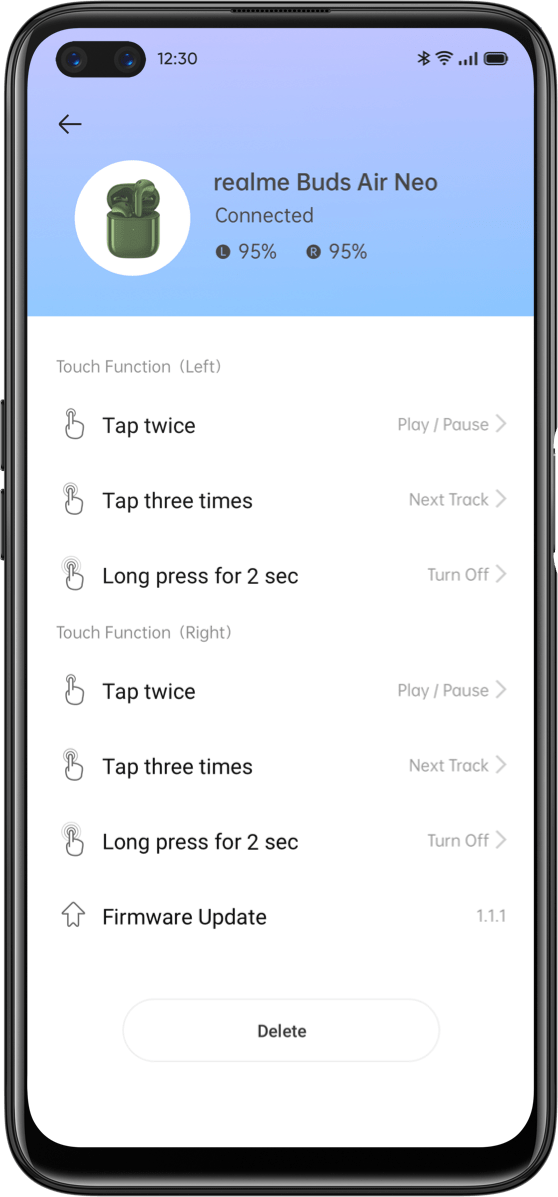 12:30
realme Buds Air Neo
Connected
L 95% R 95%
Touch Function (Left)
Tap twice Play / Pause
Tap three times Next Track
Long press for 2 sec Turn Off
Touch Function (Right)
Tap twice Play / Pause
Tap three times Next Track
Long press for 2 sec Turn Off
Firmware Update 1.1.1
Delete